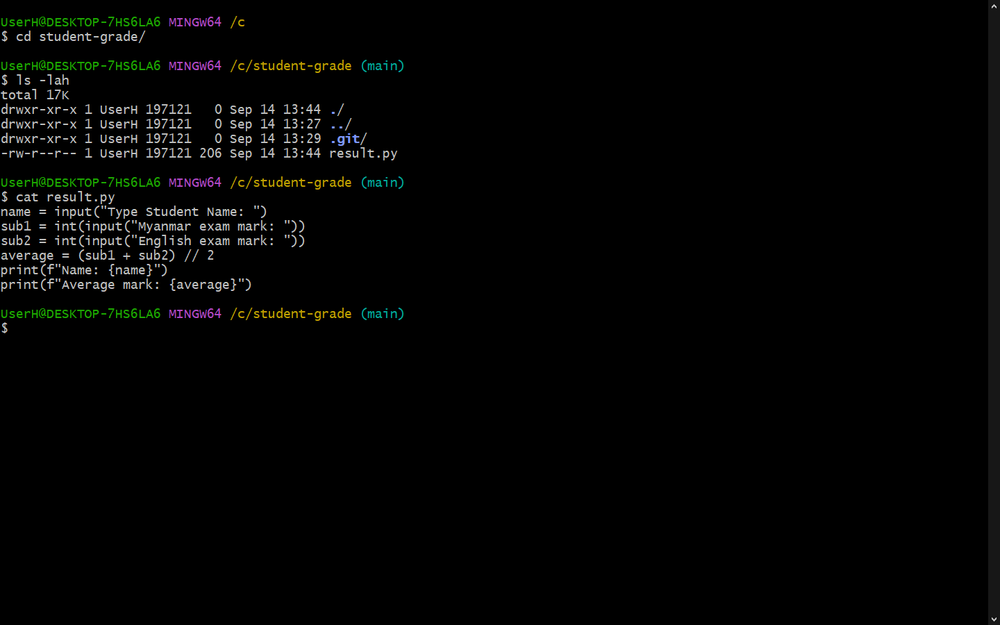 UserH@DESKTOP-7HS6LA6 MINGW64 /c
$ cd student-grade/
UserH@DESKTOP-7HS6LA6 MINGW64 /c/student-grade (main)
$ ls -lah
total 17K
drwxr-xr-x 1 UserH 197121   0 Sep 14 13:44 ./
drwxr-xr-x 1 UserH 197121   0 Sep 14 13:27 ../
drwxr-xr-x 1 UserH 197121   0 Sep 14 13:29 .git/
-rw-r--r-- 1 UserH 197121 206 Sep 14 13:44 result.py
UserH@DESKTOP-7HS6LA6 MINGW64 /c/student-grade (main)
$ cat result.py
name = input("Type Student Name: ")
sub1 = int(input("Myanmar exam mark: "))
sub2 = int(input("English exam mark: "))
average = (sub1 + sub2) // 2
print(f"Name: {name}")
print(f"Average mark: {average}")
UserH@DESKTOP-7HS6LA6 MINGW64 /c/student-grade (main)
$